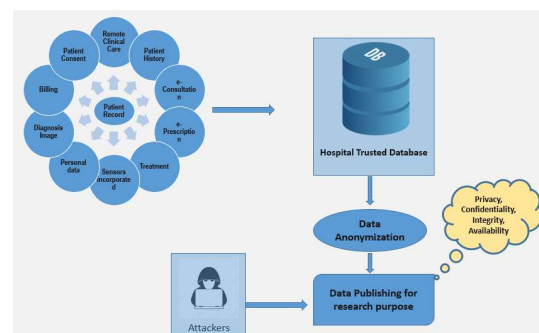 Remote
Clinical
Care
Patient
History
e-
Consultatio
n
e-
Prescriptio
n
Treatment
Sensors
incorporate
d
Personal
data
Diagnosis
Image
Billing
Patient
Consent
Patient
Record
DB
Hospital Trusted Database
Data
Anonymization
Privacy,
Confidentiality,
Integrity,
Availability
Data Publishing for
research purpose
Attackers